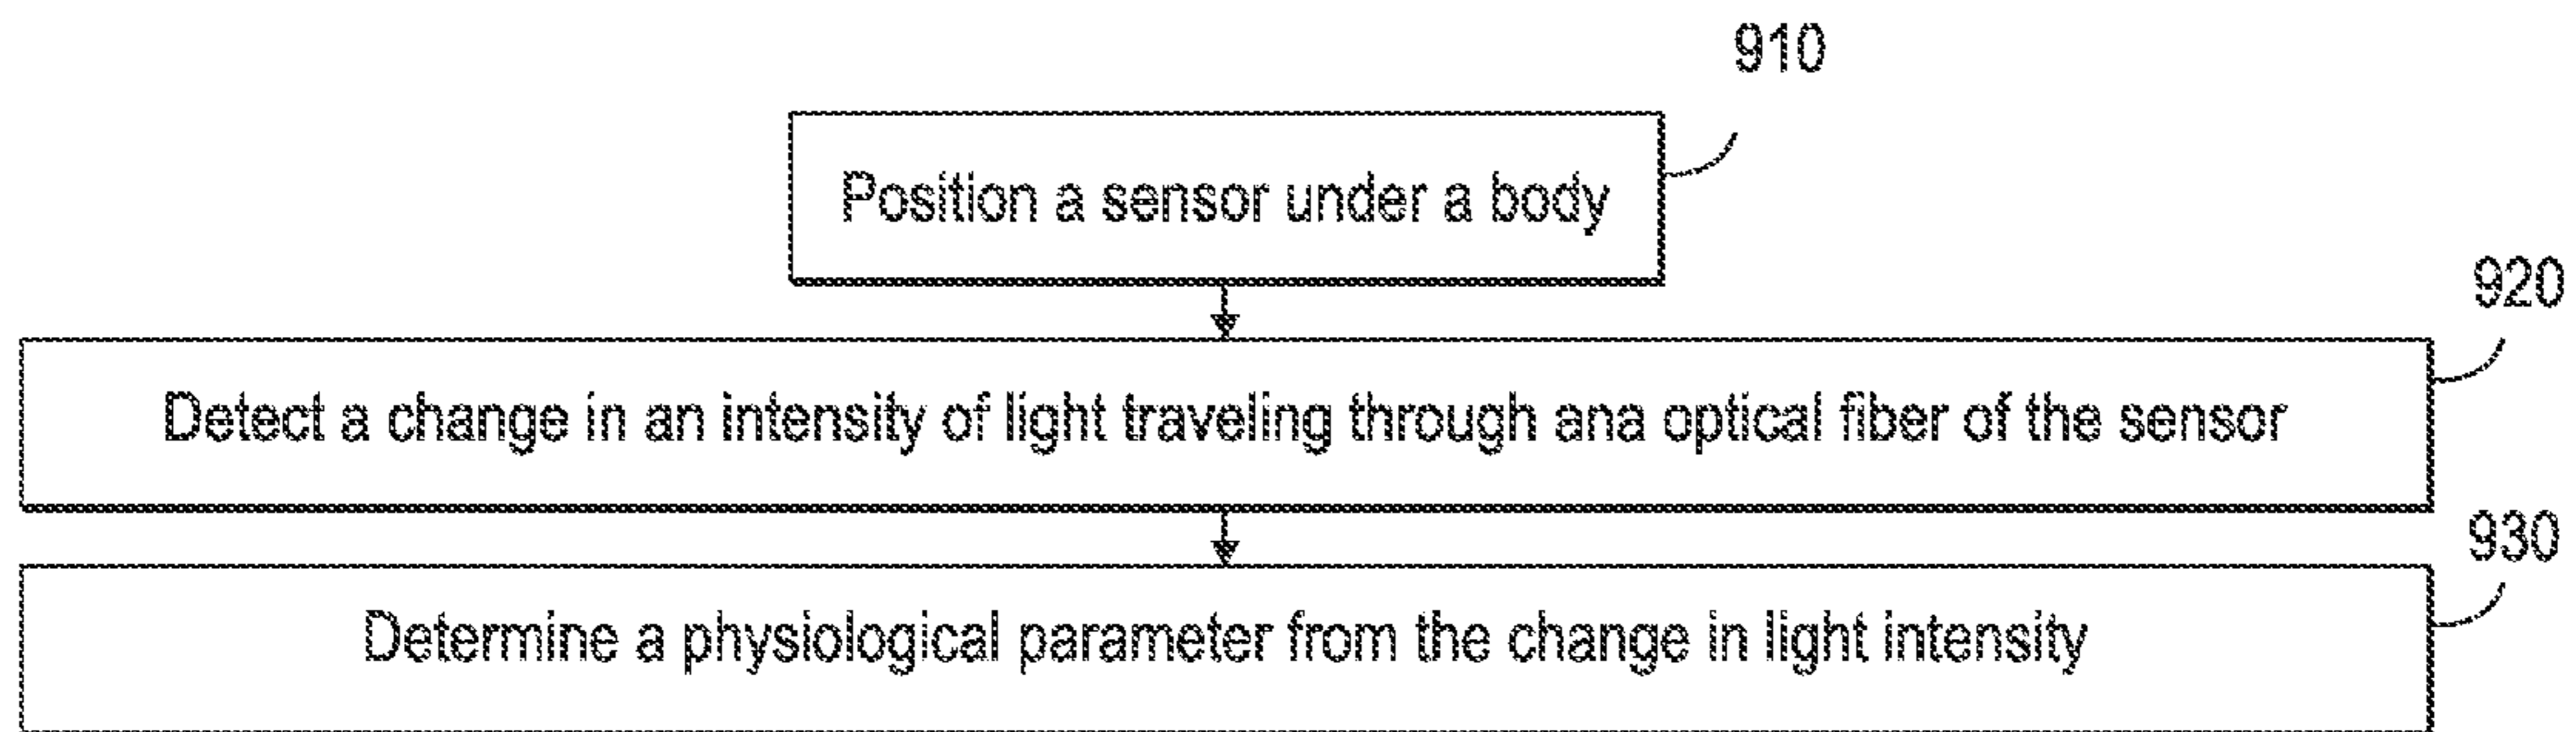 910
Position a sensor under a body
920
Detect a change in an intensity of light traveling through ana optical fiber of the sensor
930
Determine a physiological parameter from the change in light intensity